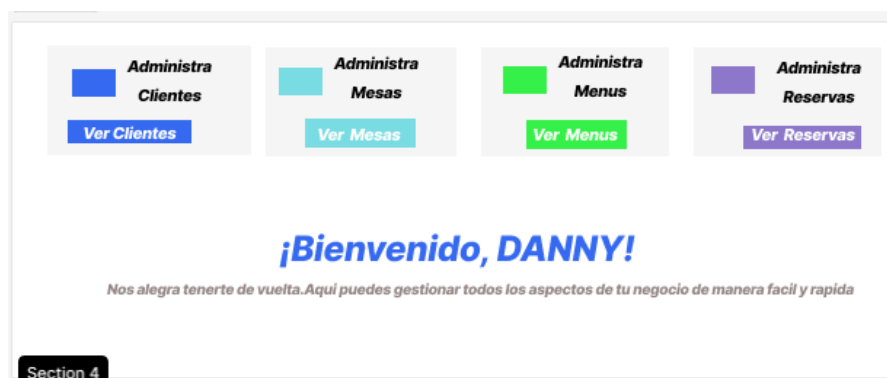 Administra
Clientes
Ver Clientes
Administra
Mesas
Ver Mesas
Administra
Menus
Ver Menus
Administra
Reservas
Ver Reservas
¡Bienvenido, DANNY!
Nos alegra tenerte de vuelta.Aqui puedes gestionar todos los aspectos de tu negocio de manera facil y rapida
Section 4